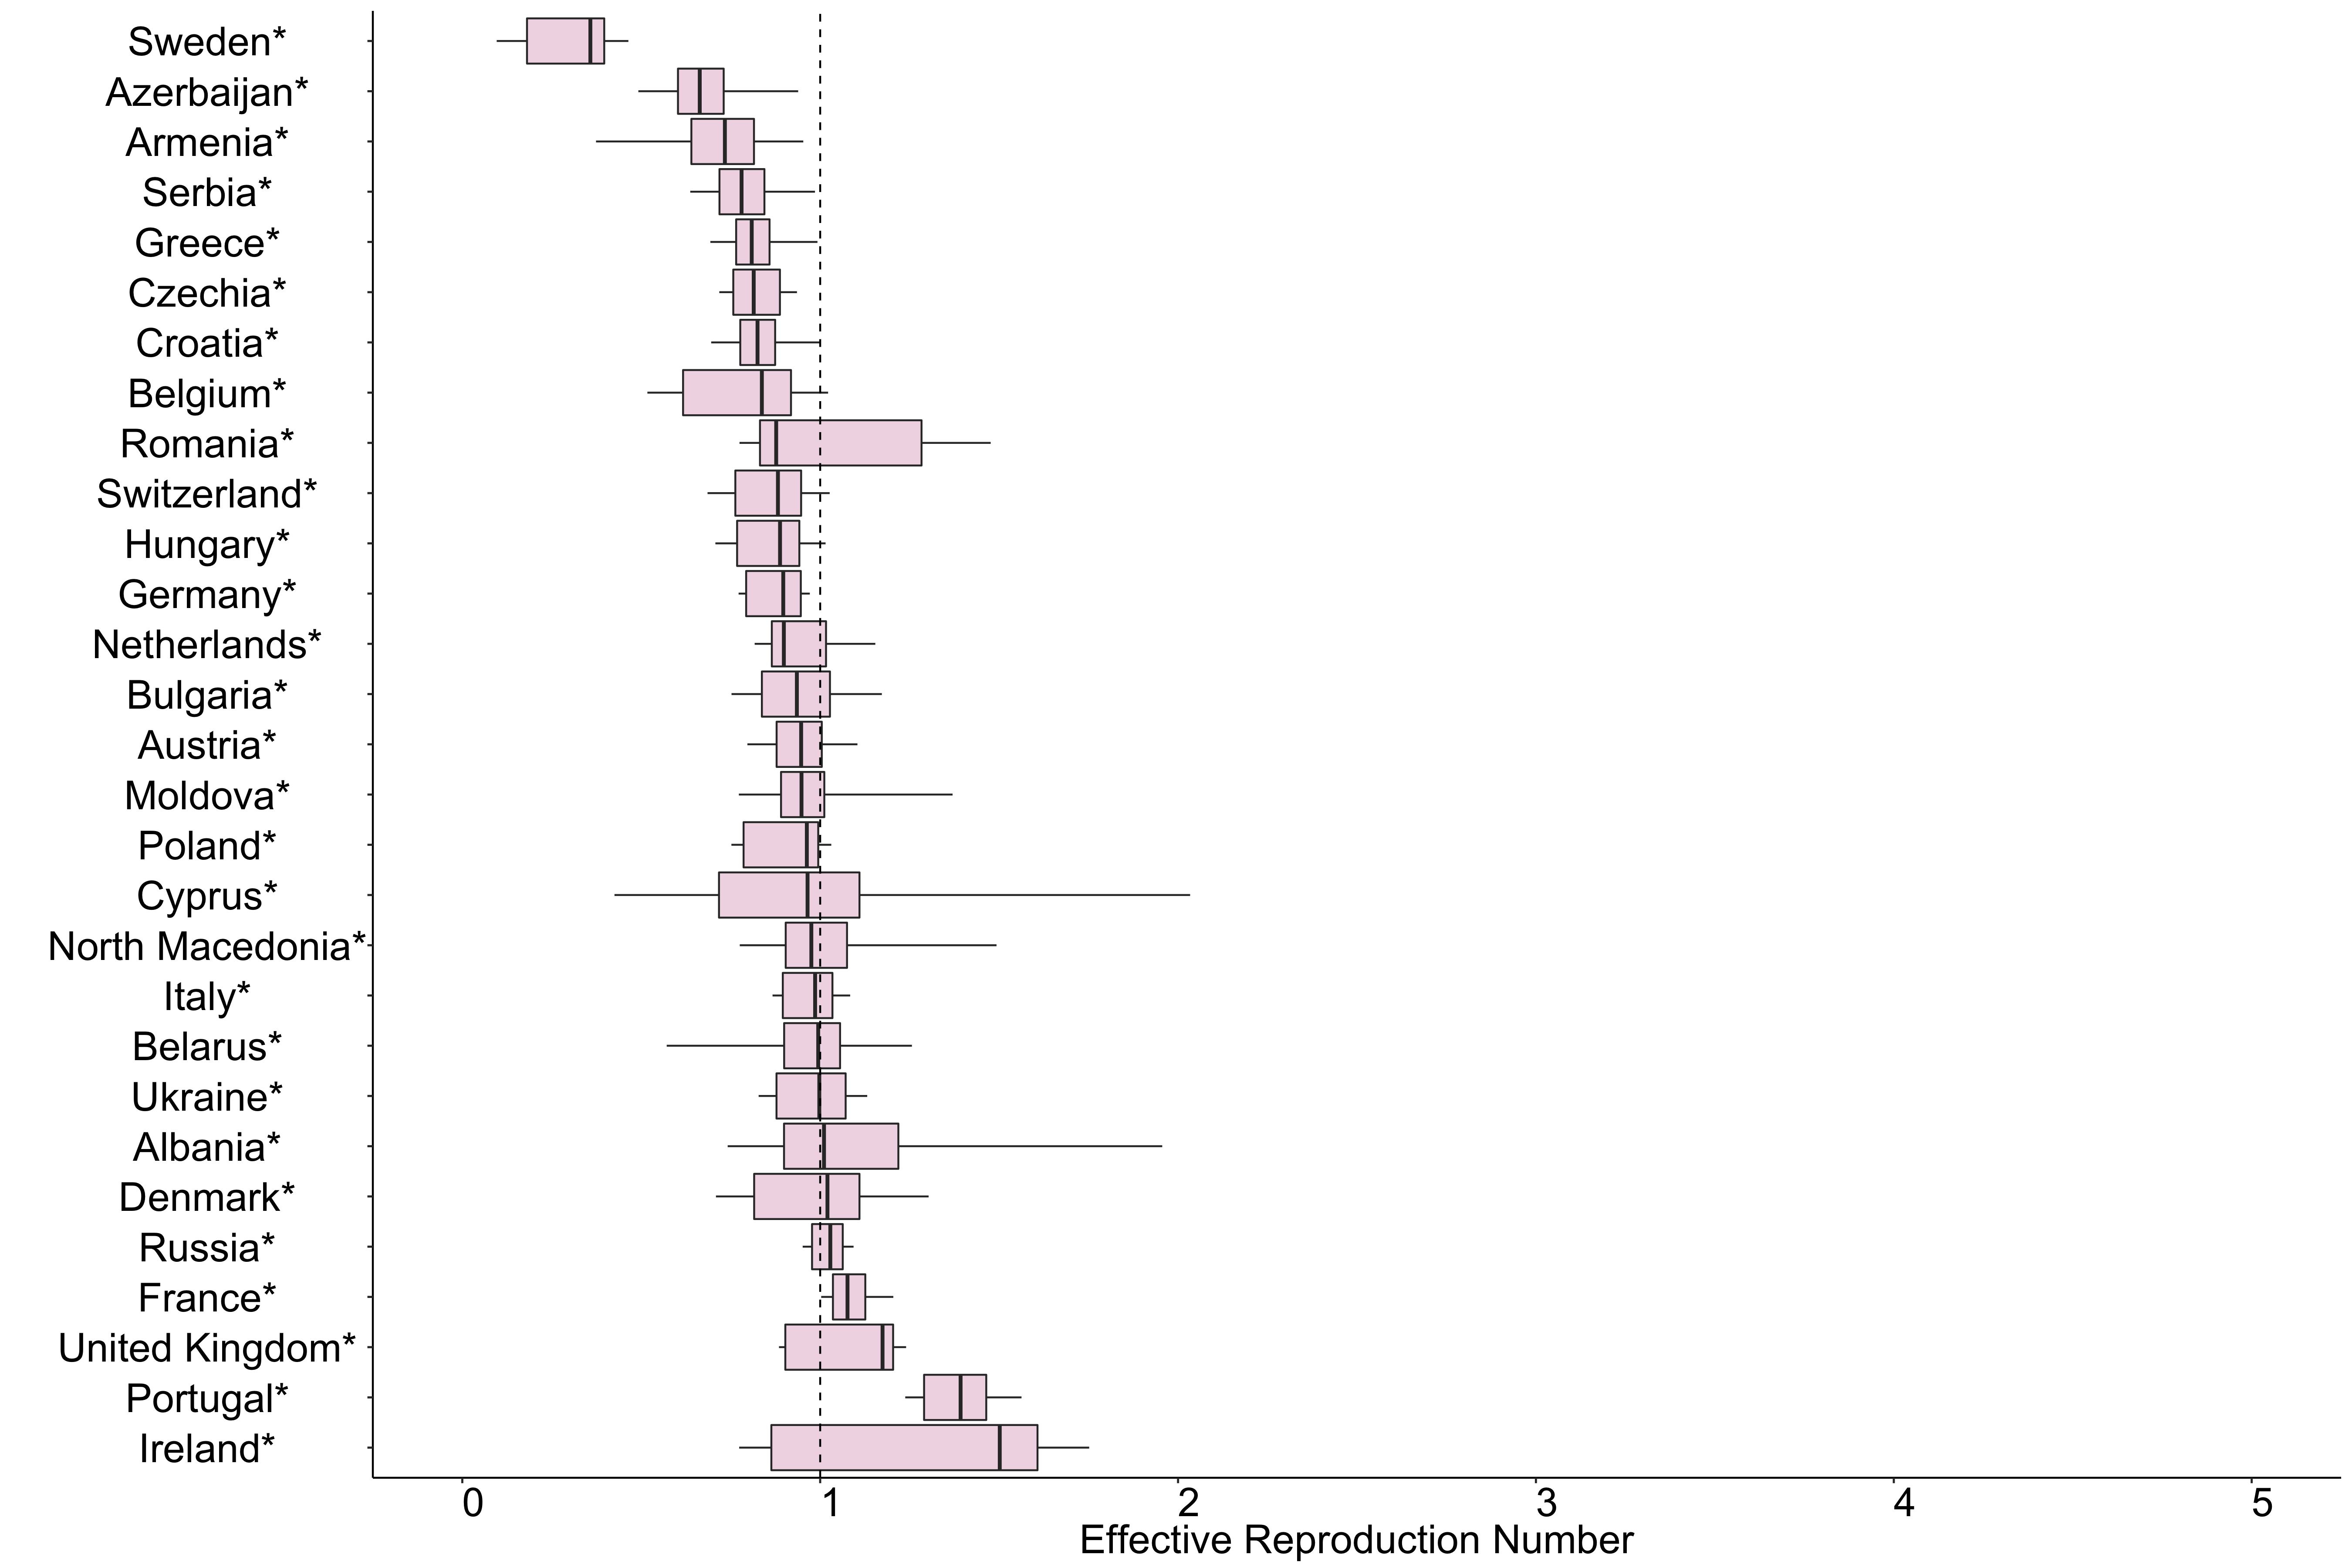 Sweden*
Azerbaijan*
Armenia*
Serbia*
Greece*
Czechia*
Croatia*
Belgium*
Romania*
Switzerland*
Hungary*
Germany*
Netherlands*
Bulgaria*
Austria*
Moldova*
Poland*
Cyprus*
North Macedonia*
Italy*
Belarus*
Ukraine*
Albania*
Denmark*
Russia*
France*
United Kingdom*
Portugal*
Ireland*
0 1 2 3 4 5
Effective Reproduction Number